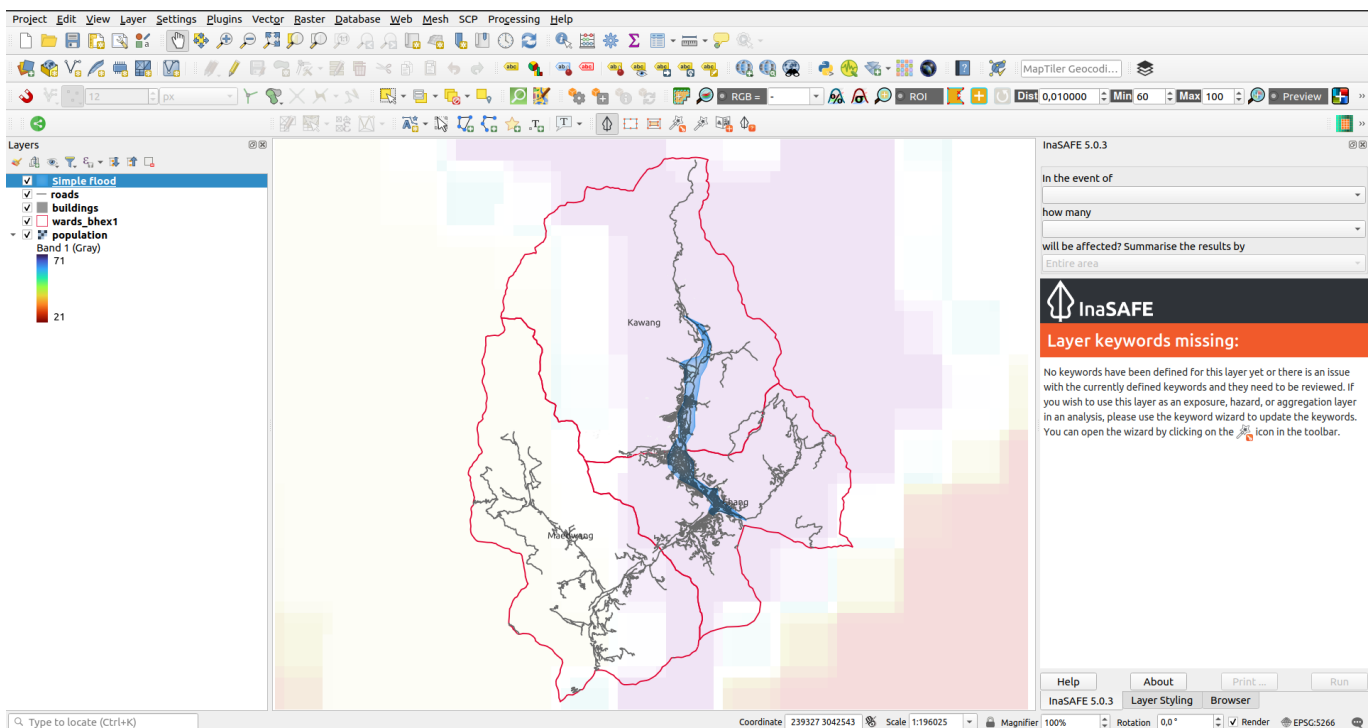 Project Edit View Layer Settings Plugins Vector Raster Database Web Mesh SCP Processing Help
MapTiler Geocodi...
12 px RGB = - ROI Dist 0,010000 Min 60 Max 100 Preview
Layers
Simple flood
roads
buildings
wards_bhex1
population
Band 1 (Gray)
71
21
Kawang
Maedwang
InaSAFE 5.0.3
In the event of
how many
will be affected? Summarise the results by
Entire area
InaSAFE
Layer keywords missing:
No keywords have been defined for this layer yet or there is an issue
with the currently defined keywords and they need to be reviewed. If
you wish to use this layer as an exposure, hazard, or aggregation layer
in an analysis, please use the keyword wizard to update the keywords.
You can open the wizard by clicking on the icon in the toolbar.
Help About Print ... Run
InaSAFE 5.0.3 Layer Styling Browser
Type to locate (Ctrl+K) Coordinate 239327 3042543 Scale 1:196025 Magnifier 100% Rotation 0,0 ° Render EPSG:5266